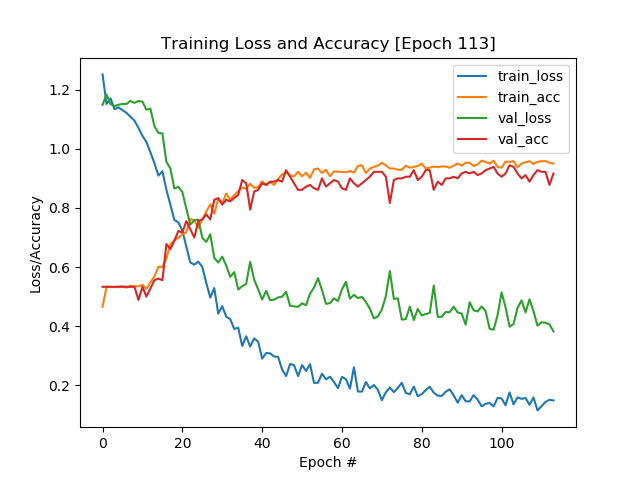 Training Loss and Accuracy [Epoch 113]
train_loss
train_acc
val_loss
val_acc
Loss/Accuracy
1.2
1.0
0.8
0.6
0.4
0.2
0 20 40 60 80 100
Epoch #